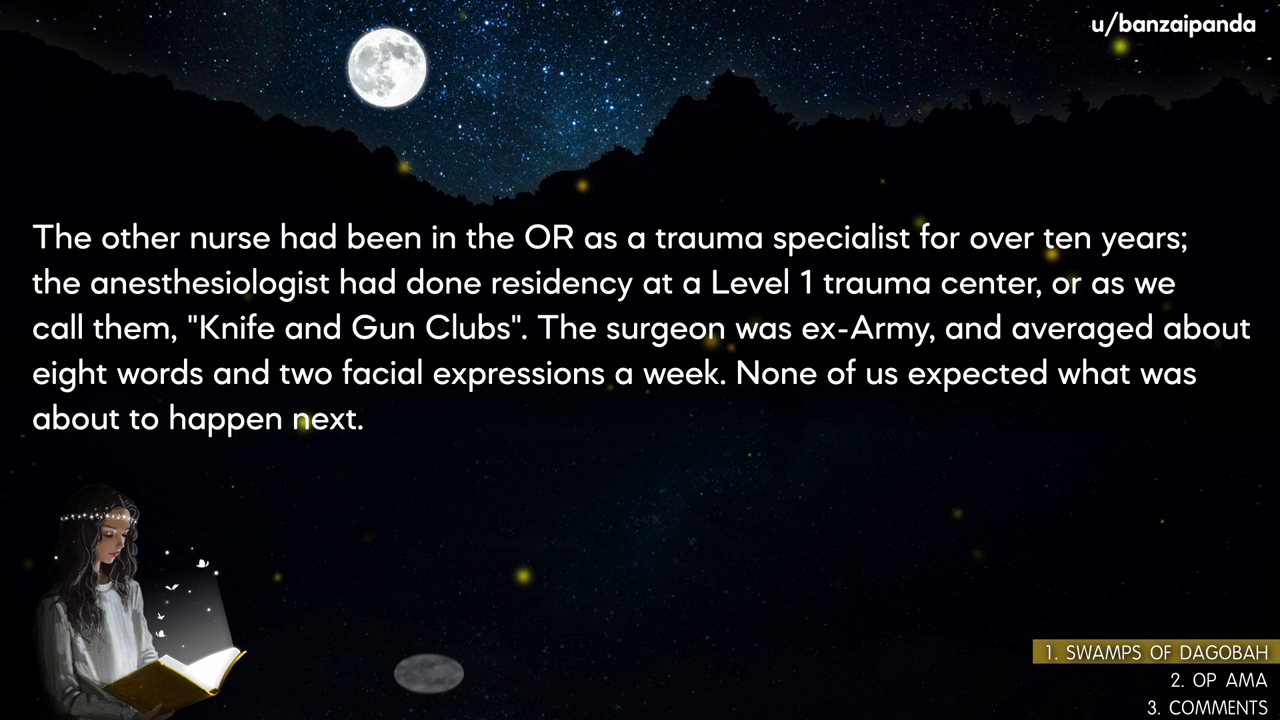 u/banzaipanda
The other nurse had been in the OR as a trauma specialist for over ten years;
the anesthesiologist had done residency at a Level 1 trauma center, or as we
call them, "Knife and Gun Clubs". The surgeon was ex-Army, and averaged about
eight words and two facial expressions a week. None of us expected what was
about to happen next.
1. SWAMPS OF DAGOBAH
2. OP AMA
3. COMMENTS